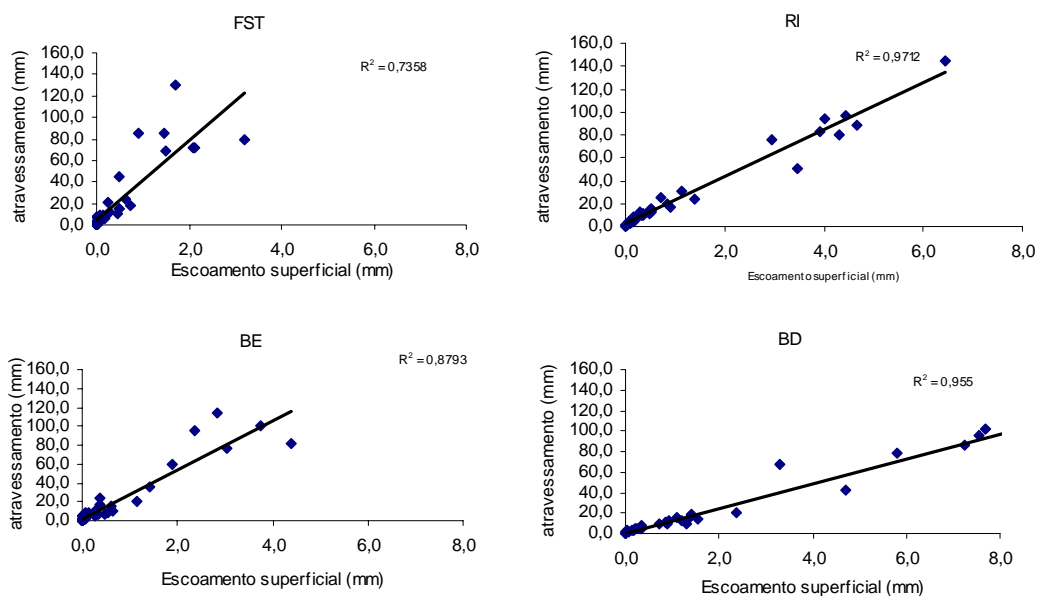 FST
atravessamento (mm)
160,0
140,0
120,0
100,0
80,0
60,0
40,0
20,0
0,0
R² = 0,7358
0,0 2,0 4,0 6,0 8,0
Escoamento superficial (mm)
RI
atravessamento (mm)
160,0
140,0
120,0
100,0
80,0
60,0
40,0
20,0
0,0
R² = 0,9712
0,0 2,0 4,0 6,0 8,0
Escoamento superficial (mm)
BE
atravessamento (mm)
160,0
140,0
120,0
100,0
80,0
60,0
40,0
20,0
0,0
R² = 0,8793
0,0 2,0 4,0 6,0 8,0
Escoamento superficial (mm)
BD
atravessamento (mm)
160,0
140,0
120,0
100,0
80,0
60,0
40,0
20,0
0,0
R² = 0,955
0,0 2,0 4,0 6,0 8,0
Escoamento superficial (mm)